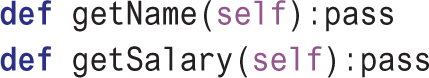 def getName(self):pass
def getSalary(self):pass